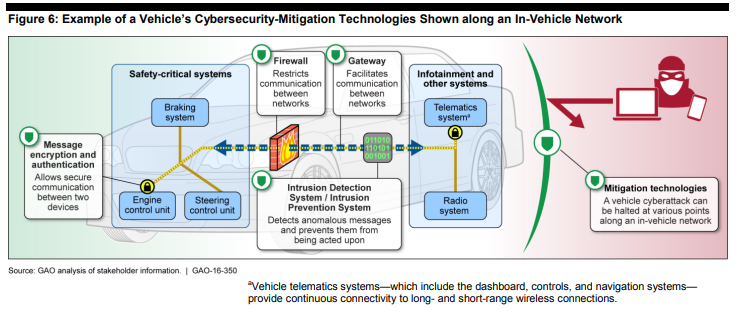 Figure 6: Example of a Vehicle's Cybersecurity-Mitigation Technologies Shown along an In-Vehicle Network
Safety-critical systems
Braking
system
Engine
control unit
Steering
control unit
Message
encryption and
authentication
Allows secure
communication
between two
devices
Firewall
Restricts
communication
between
networks
Gateway
Facilitates
communication
between
networks
011010
110101
001001
Intrusion Detection
System / Intrusion
Prevention System
Detects anomalous messages
and prevents them from
being acted upon
Infotainment and
other systems
Telematics
systemᵃ
Radio
system
Mitigation technologies
A vehicle cyberattack can
be halted at various points
along an in-vehicle network
Source: GAO analysis of stakeholder information. | GAO-16-350
ᵃVehicle telematics systems—which include the dashboard, controls, and navigation systems—
provide continuous connectivity to long- and short-range wireless connections.